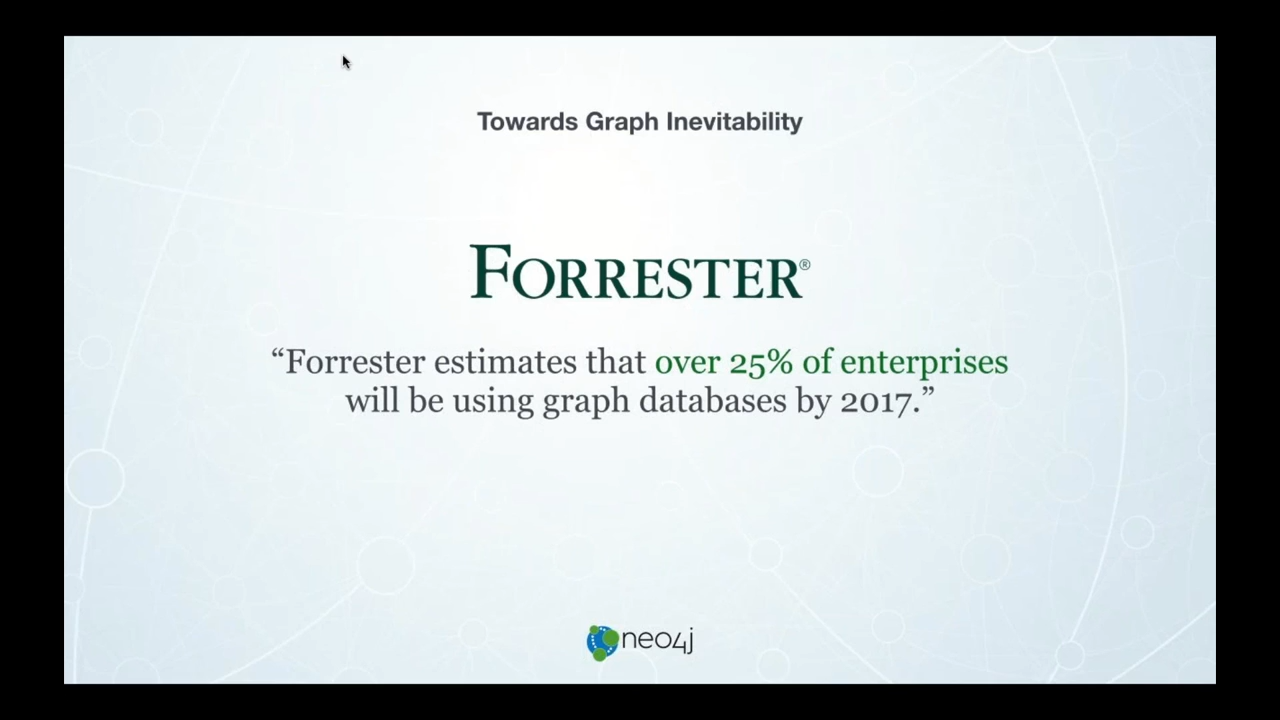 Towards Graph Inevitability
FORRESTER®
“Forrester estimates that over 25% of enterprises
will be using graph databases by 2017.”
neo4j